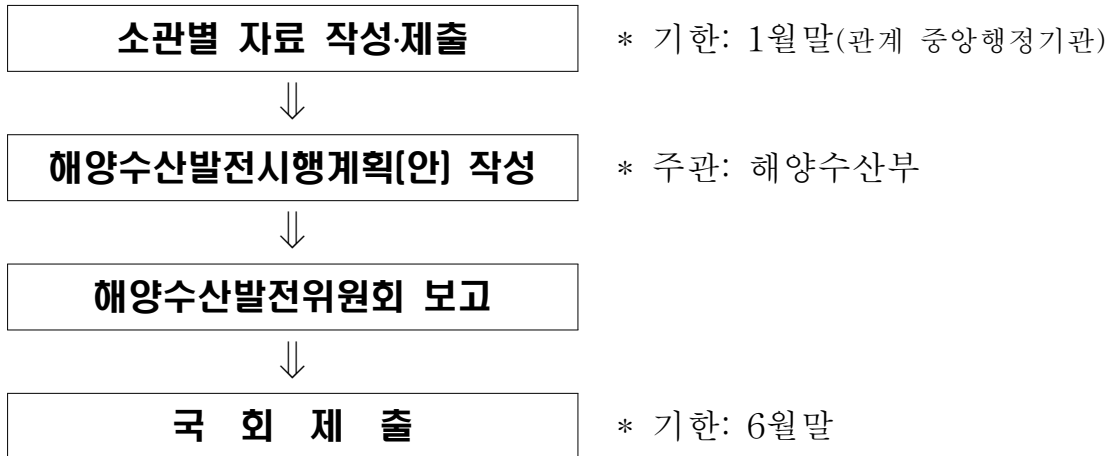 소관별 자료 작성·제출 * 기한: 1월말(관계 중앙행정기관)
⇓
해양수산발전시행계획(안) 작성 * 주관: 해양수산부
⇓
해양수산발전위원회 보고
⇓
국 회 제 출 * 기한: 6월말